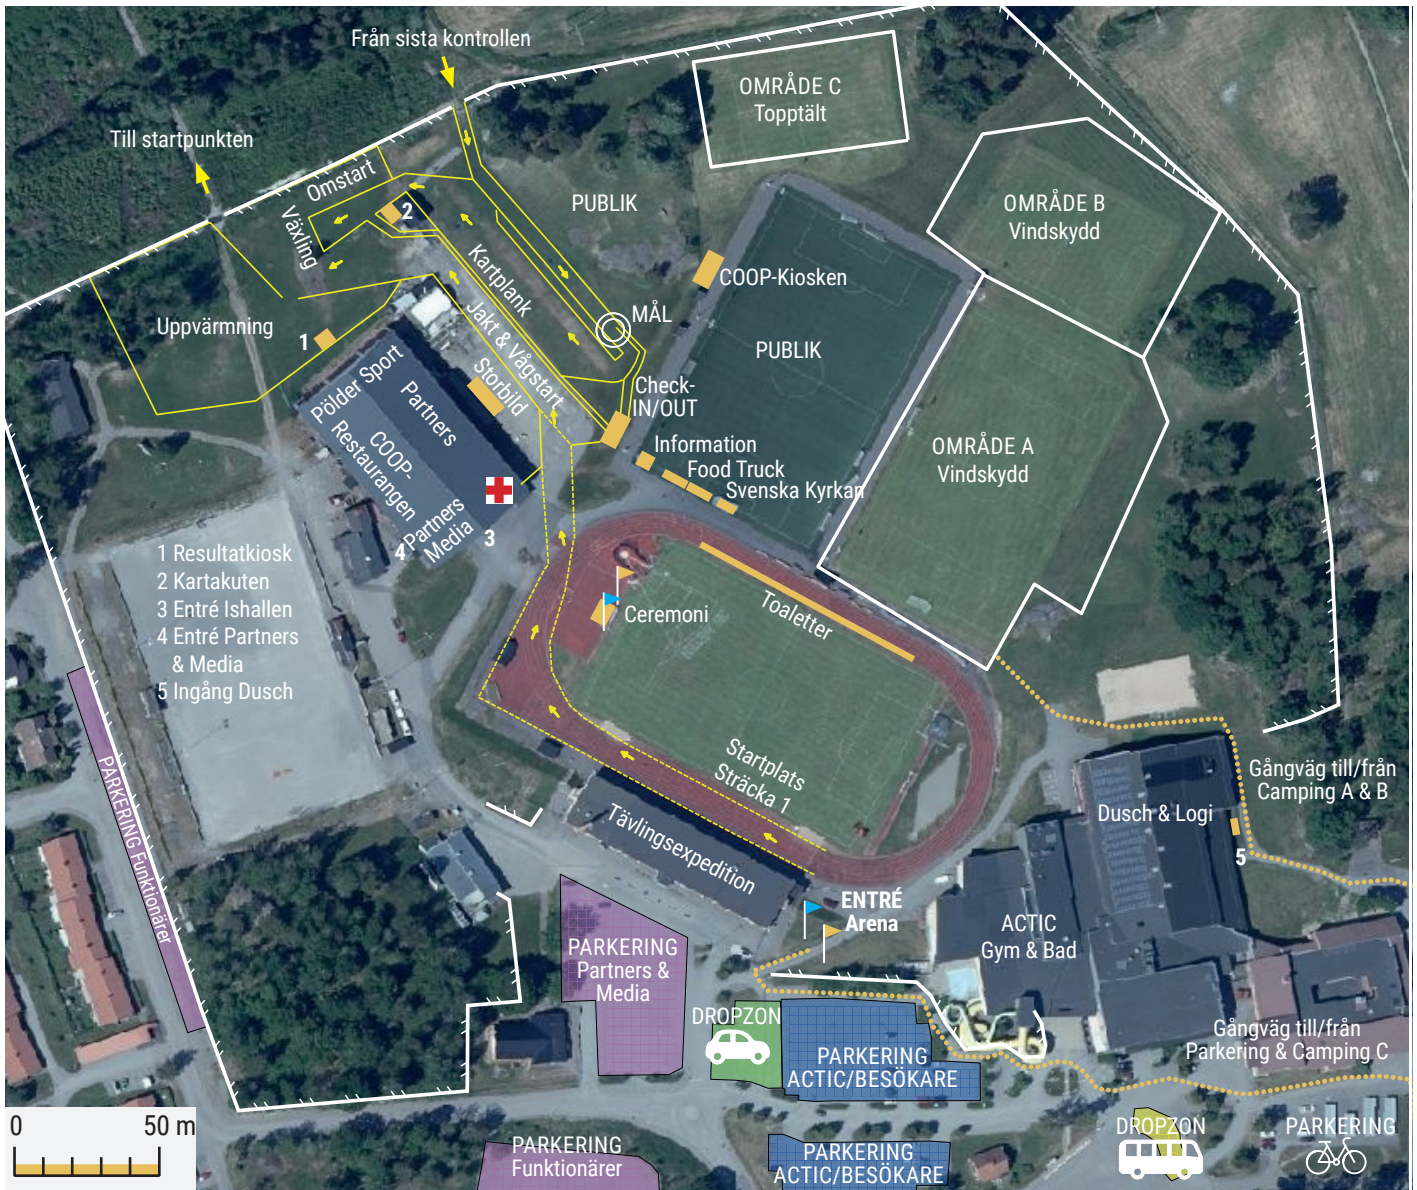 Från sista kontrollen
Till startpunkten
OMRÅDE C
Topptält
Omstart
Växling
2
PUBLIK
OMRÅDE B
Vindskydd
Kartplank
COOP-Kiosken
Uppvärmning
1
MÅL
Jakt & Vågstart
PUBLIK
Storbild
Pölder Sport
Partners
Check-
IN/OUT
COOP-
Restaurangen
Information
Food Truck
Svenska Kyrkan
OMRÅDE A
Vindskydd
Partners
Media
3
4
1 Resultatkiosk
2 Kartakuten
3 Entré Ishallen
4 Entré Partners
& Media
5 Ingång Dusch
Ceremoni
Toaletter
Startplats
Sträcka 1
PARKERING Funktionärer
Tävlingsexpedition
Gångväg till/från
Camping A & B
Dusch & Logi
5
ENTRÉ
Arena
ACTIC
Gym & Bad
PARKERING
Partners &
Media
DROPZON
PARKERING
ACTIC/BESÖKARE
Gångväg till/från
Parkering & Camping C
0 50 m
PARKERING
Funktionärer
PARKERING
ACTIC/BESÖKARE
DROPZON
PARKERING